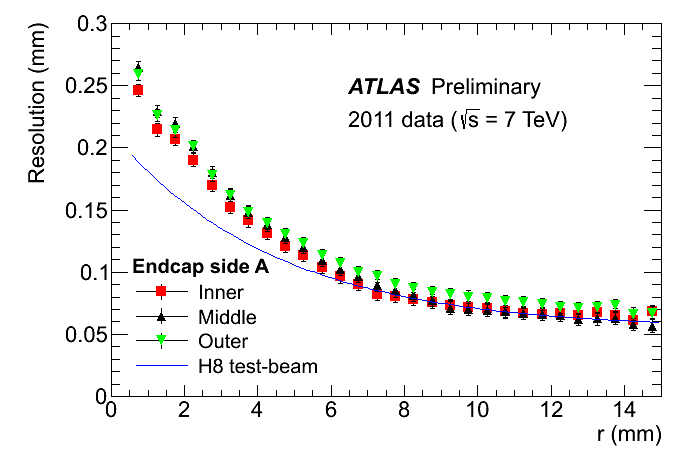 Resolution (mm)
0.3
0.25
0.2
0.15
0.1
0.05
0
ATLAS Preliminary
2011 data (√s = 7 TeV)
Endcap side A
Inner
Middle
Outer
H8 test-beam
0 2 4 6 8 10 12 14
r (mm)